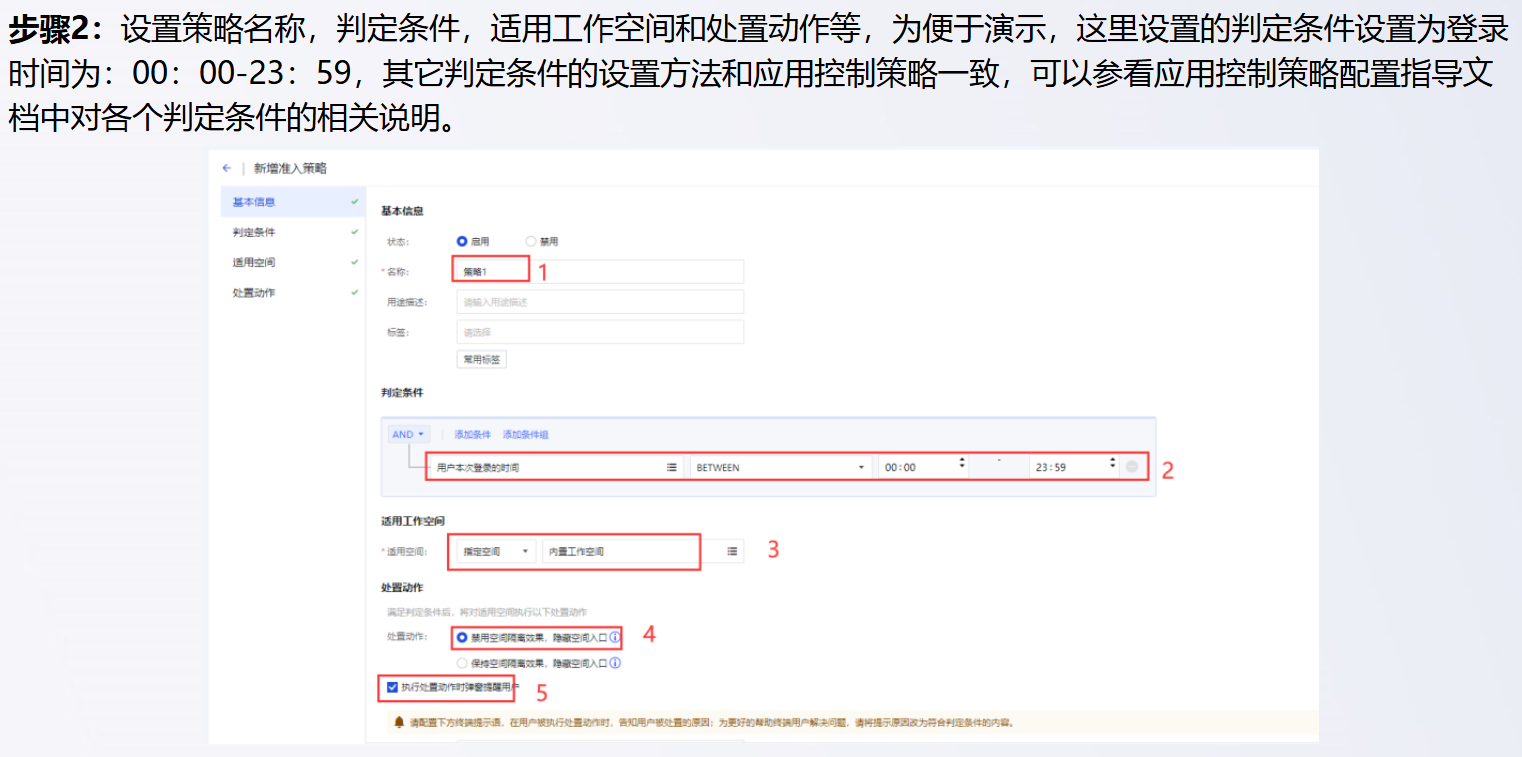 步骤2：设置策略名称，判定条件，适用工作空间和处置动作等，为便于演示，这里设置的判定条件设置为登录
时间为：00：00-23：59，其它判定条件的设置方法和应用控制策略一致，可以参看应用控制策略配置指导文
档中对各个判定条件的相关说明。
← | 新增准入策略
基本信息
判定条件
适用空间
处置动作
基本信息
状态： 启用 禁用
*名称： 策略1 1
用途描述： 请输入用途描述
标签： 请选择
常用标签
判定条件
AND 添加条件 添加条件组
用户本次登录的时间 BETWEEN 00:00 - 23:59 2
适用工作空间
*适用空间： 指定空间 内置工作空间 3
处置动作
满足判定条件后，将对适用空间执行以下处置动作
处置动作： 禁用空间隔离效果，隐藏空间入口 4
保持空间隔离效果，隐藏空间入口
执行处置动作时弹窗提醒用户 5
请配置下方终端提示语，在用户被执行处置动作时，告知用户被处置的原因；为更好的帮助终端用户解决问题，请将提示原因改为符合判定条件的内容。